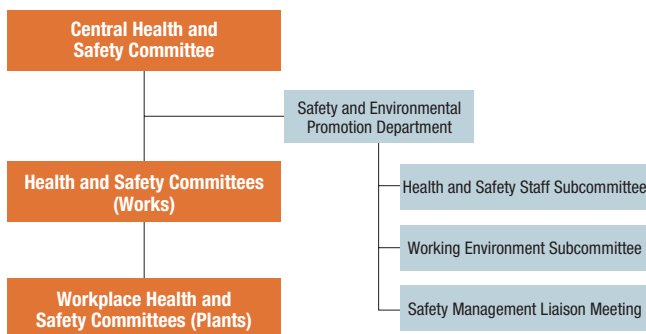 Central Health and
Safety Committee
Safety and Environmental
Promotion Department
Health and Safety Committees
(Works)
Health and Safety Staff Subcommittee
Working Environment Subcommittee
Workplace Health and
Safety Committees (Plants)
Safety Management Liaison Meeting